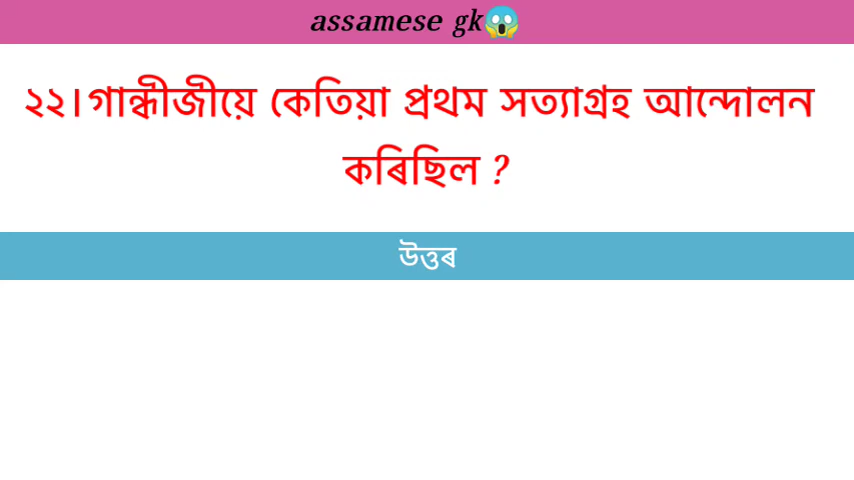 assamese gk😱
২২।গান্ধীজীয়ে কেতিয়া প্ৰথম সত্যাগ্ৰহ আন্দোলন
কৰিছিল ?
উত্তৰ